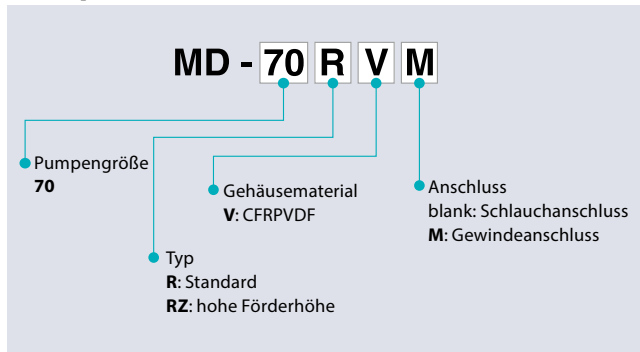 MD - 70 R V M
Pumpengröße
70
Gehäusematerial
V: CFRPVDF
Anschluss
blank: Schlauchanschluss
M: Gewindeanschluss
Typ
R: Standard
RZ: hohe Förderhöhe